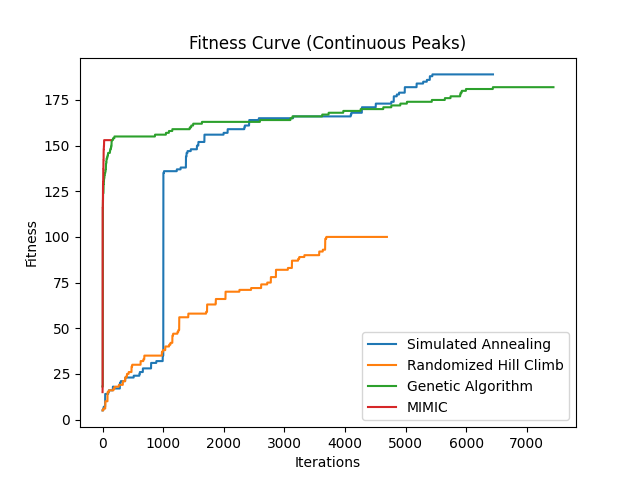 Fitness Curve (Continuous Peaks)
Fitness
175
150
125
100
75
50
25
0
0 1000 2000 3000 4000 5000 6000 7000
Iterations
Simulated Annealing
Randomized Hill Climb
Genetic Algorithm
MIMIC